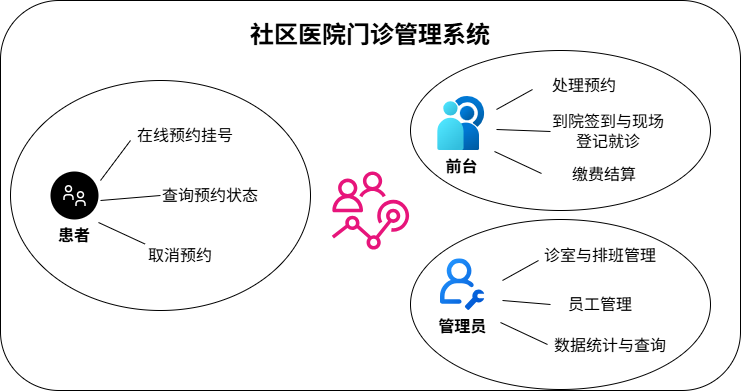 社区医院门诊管理系统
在线预约挂号
查询预约状态
患者
取消预约
处理预约
到院签到与现场
登记就诊
前台
缴费结算
诊室与排班管理
员工管理
管理员
数据统计与查询